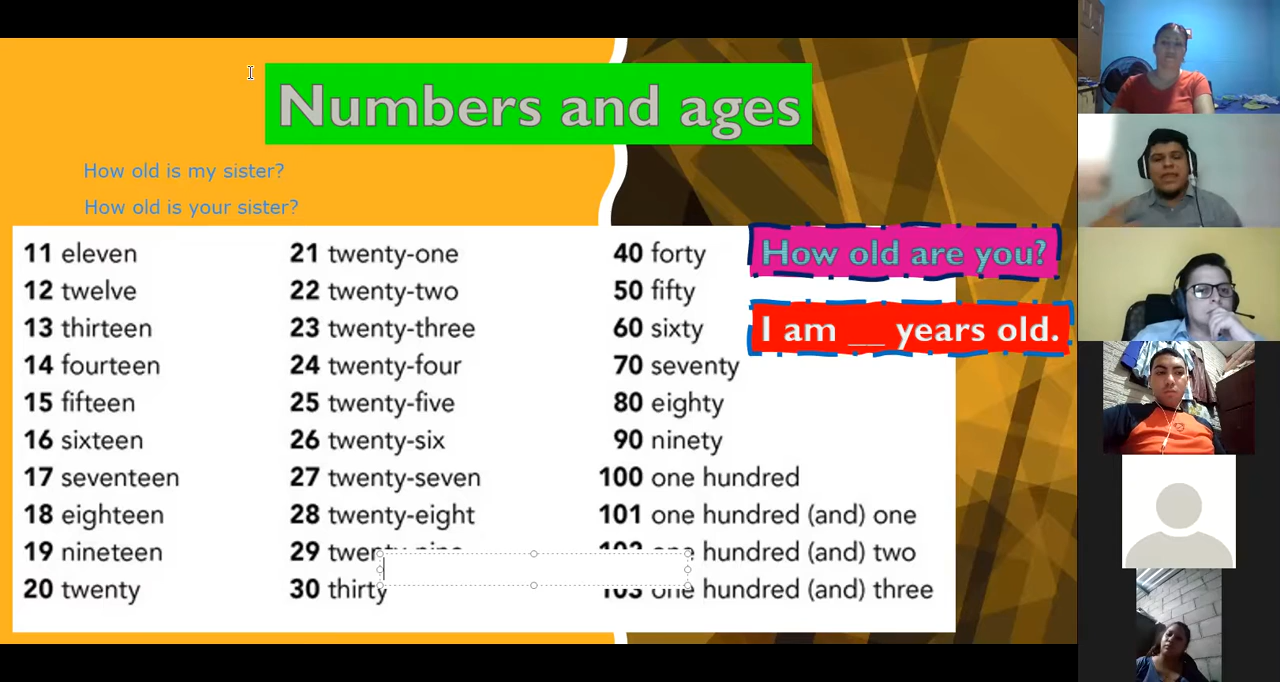 Numbers and ages
How old is my sister?
How old is your sister?
How old are you?
I am __ years old.
11 eleven
12 twelve
13 thirteen
14 fourteen
15 fifteen
16 sixteen
17 seventeen
18 eighteen
19 nineteen
20 twenty
21 twenty-one
22 twenty-two
23 twenty-three
24 twenty-four
25 twenty-five
26 twenty-six
27 twenty-seven
28 twenty-eight
29 twenty-nine
30 thirty
40 forty
50 fifty
60 sixty
70 seventy
80 eighty
90 ninety
100 one hundred
101 one hundred (and) one
102 one hundred (and) two
103 one hundred (and) three